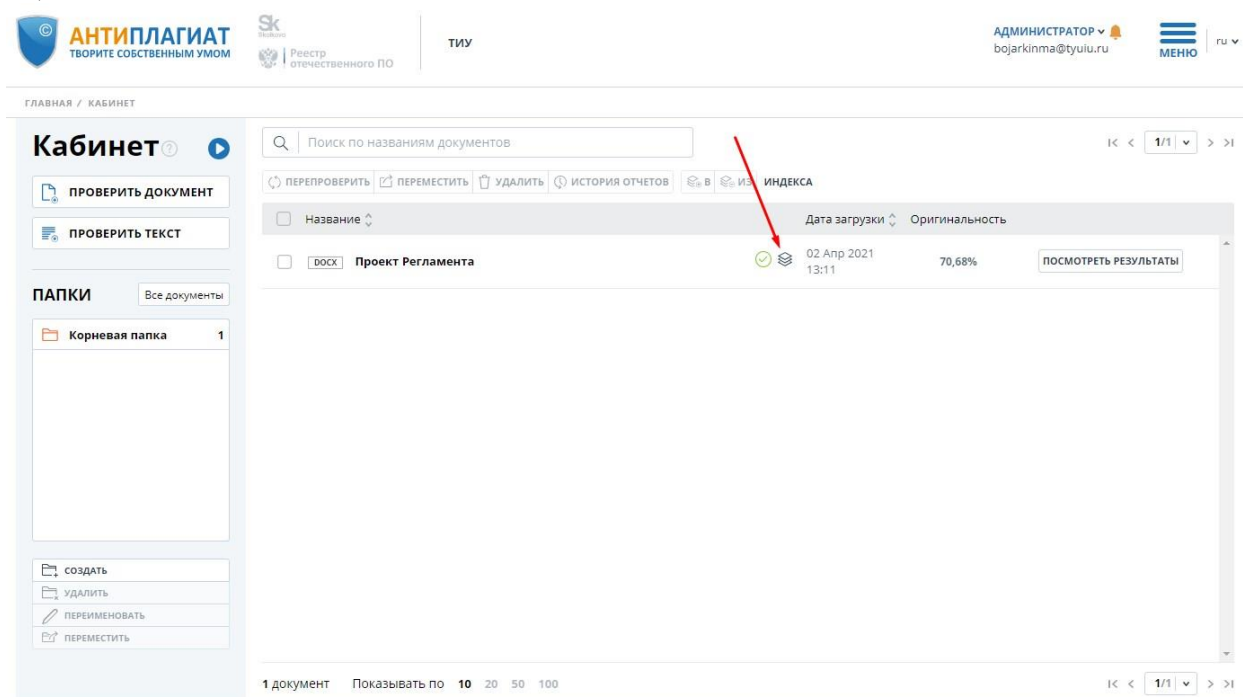 ©
АНТИПЛАГИАТ
ТВОРИТЕ СОБСТВЕННЫМ УМОМ
Sk
Skolkovo
Реестр
отечественного ПО
ТИУ
АДМИНИСТРАТОР
bojarkinma@tyuiu.ru
МЕНЮ
ru
ГЛАВНАЯ / КАБИНЕТ
Кабинет ?
ПРОВЕРИТЬ ДОКУМЕНТ
ПРОВЕРИТЬ ТЕКСТ
ПАПКИ Все документы
Корневая папка 1
СОЗДАТЬ
УДАЛИТЬ
ПЕРЕИМЕНОВАТЬ
ПЕРЕМЕСТИТЬ
Поиск по названиям документов
1/1
ПЕРЕПРОВЕРИТЬ ПЕРЕМЕСТИТЬ УДАЛИТЬ ИСТОРИЯ ОТЧЕТОВ В ИЗ ИНДЕКСА
Название Дата загрузки Оригинальность
DOCX Проект Регламента 02 Апр 2021 70,68% ПОСМОТРЕТЬ РЕЗУЛЬТАТЫ
13:11
1 документ Показывать по 10 20 50 100
1/1